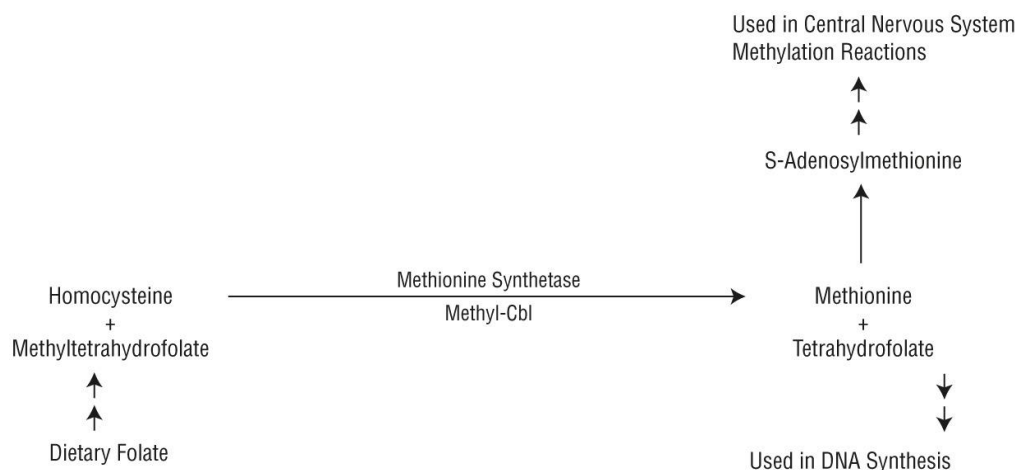 Used in Central Nervous System
Methylation Reactions
S-Adenosylmethionine
Methionine Synthetase
Homocysteine
Methyl-Cbl
Methionine
+
+
Methyltetrahydrofolate
Tetrahydrofolate
Dietary Folate
Used in DNA Synthesis